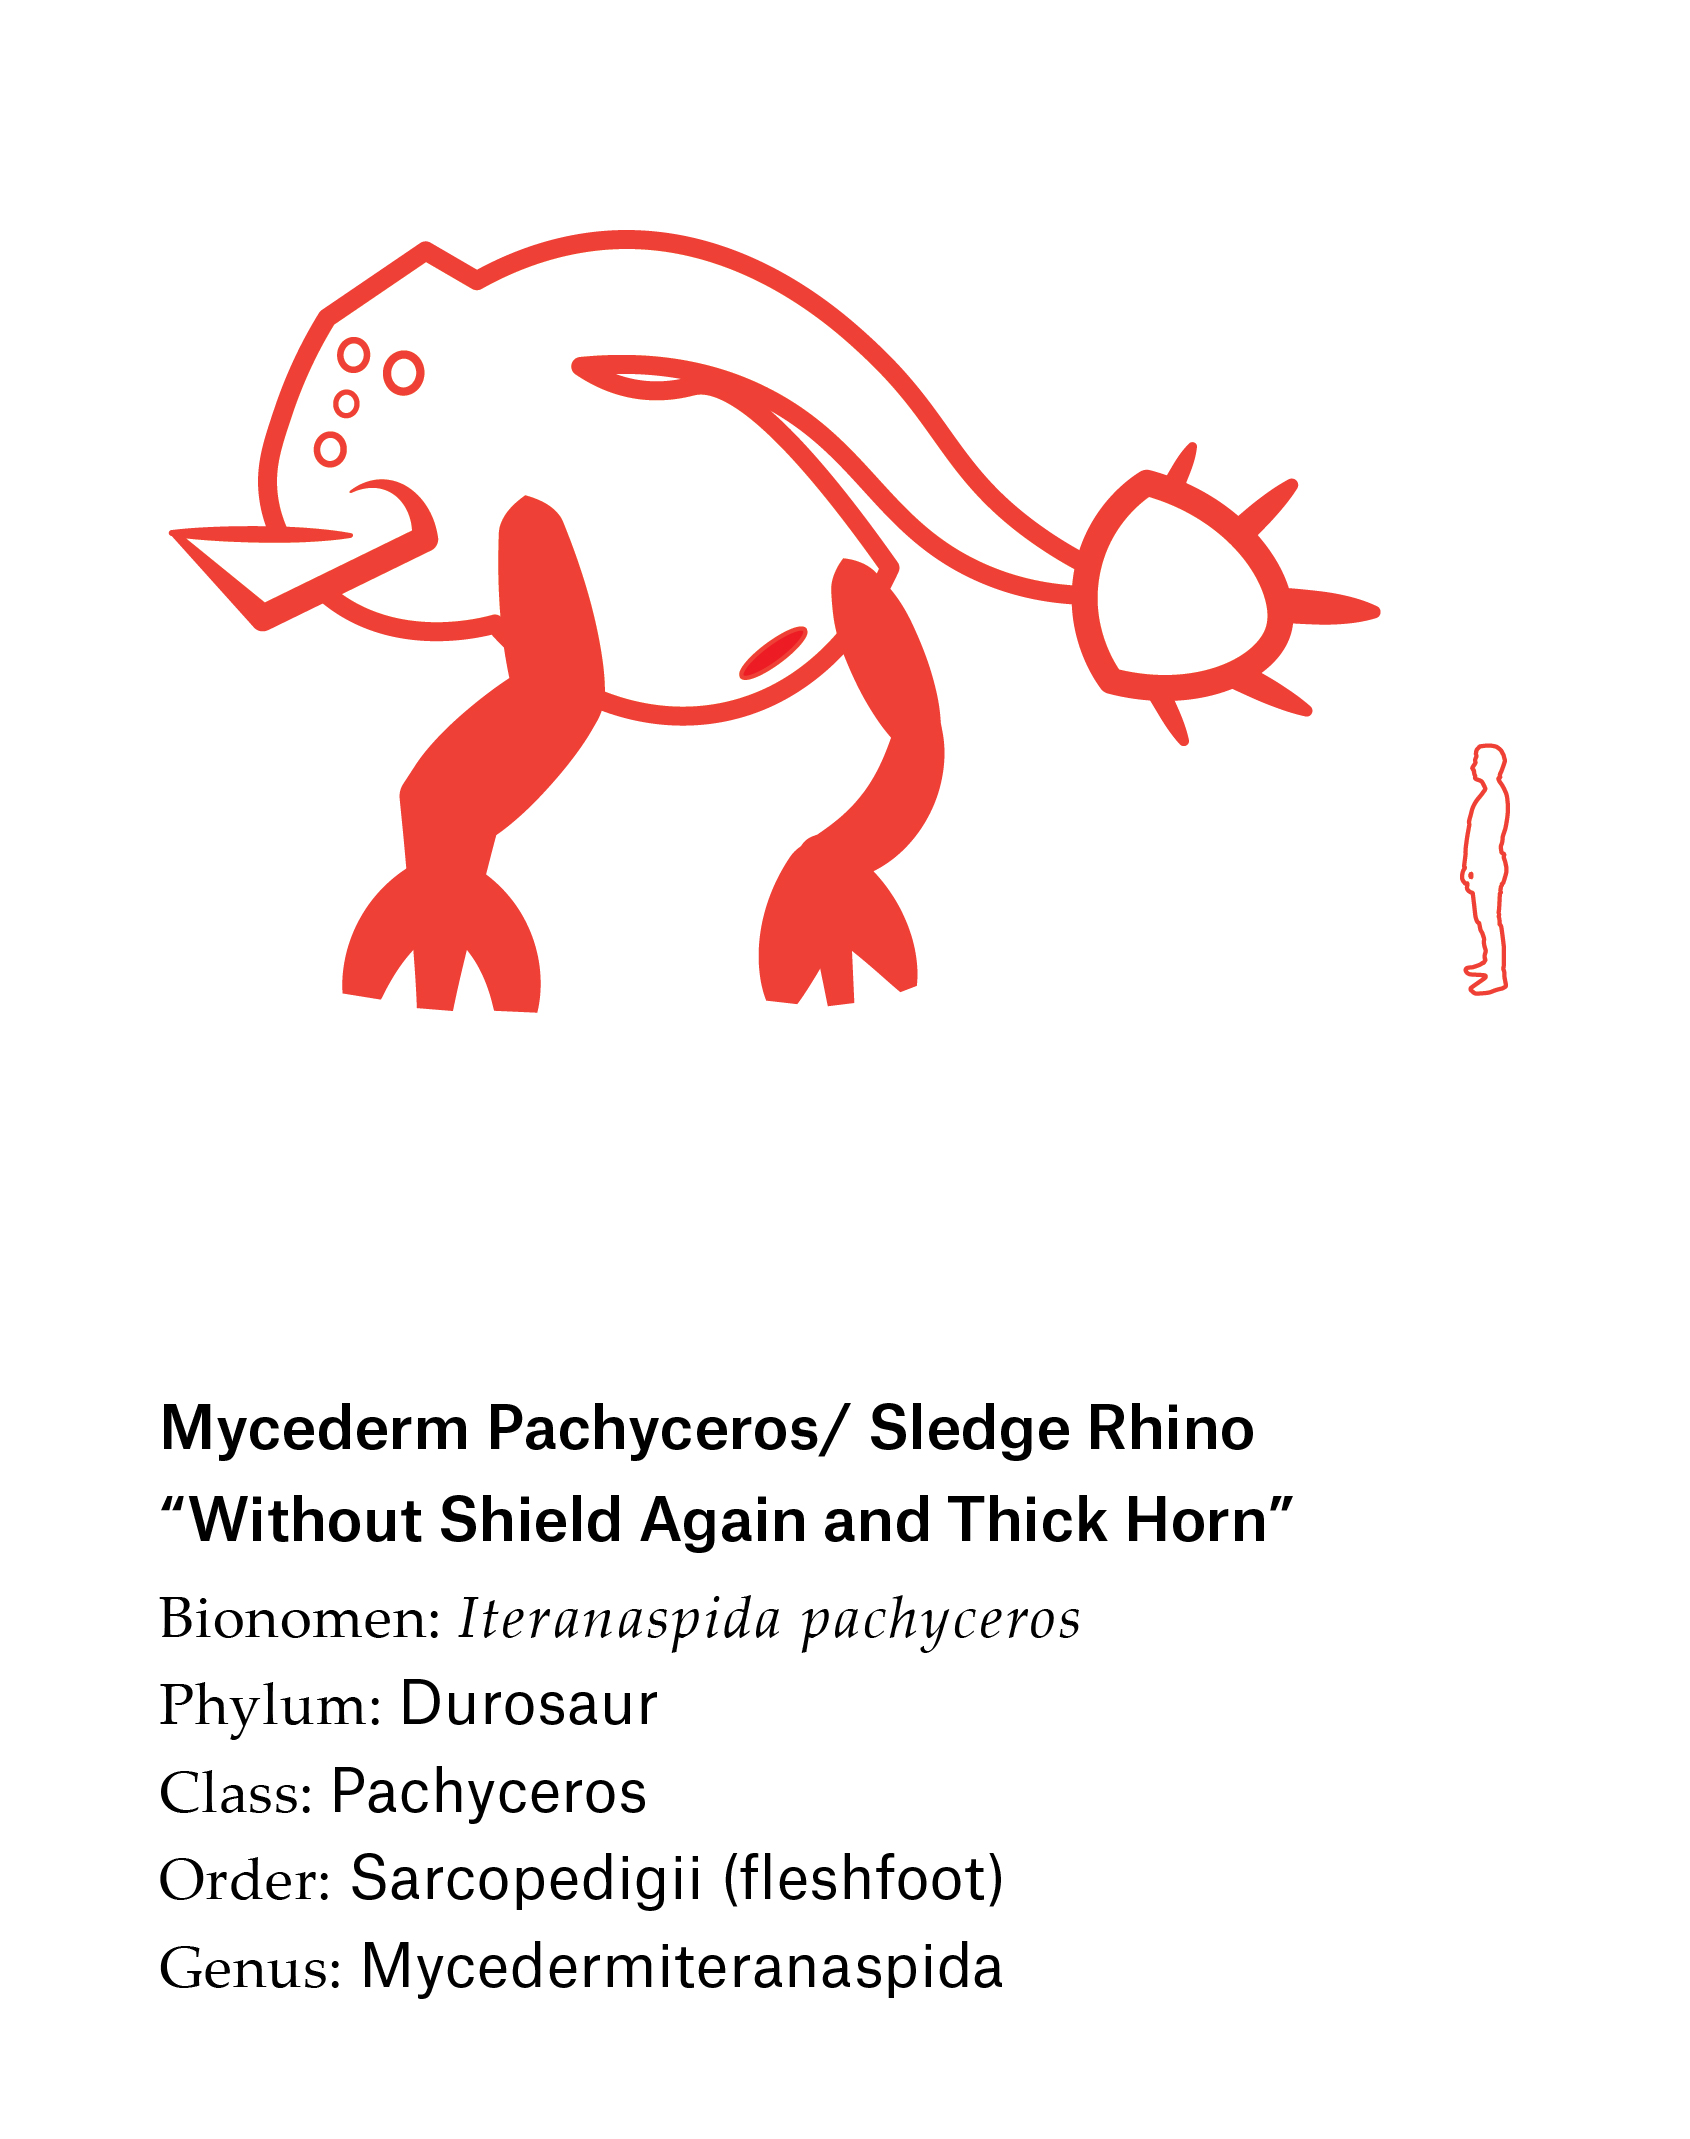 Mycederm Pachyceros/ Sledge Rhino
“Without Shield Again and Thick Horn”
Bionomen: Iteranaspida pachyceros
Phylum: Durosaur
Class: Pachyceros
Order: Sarcopedigii (fleshfoot)
Genus: Mycedermiteranaspida